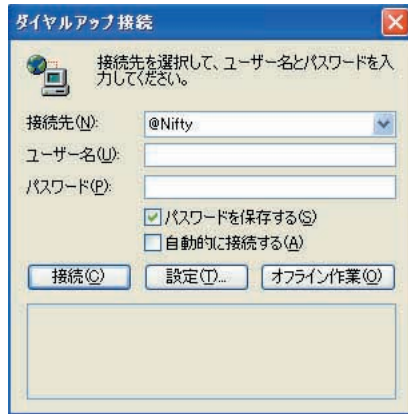 ダイヤルアップ接続
接続先を選択して、ユーザー名とパスワードを入
力してください。
接続先(N):
@Nifty
ユーザー名(U):
パスワード(P):
パスワードを保存する(S)
自動的に接続する(A)
接続(C) 設定(T)... オフライン作業(O)